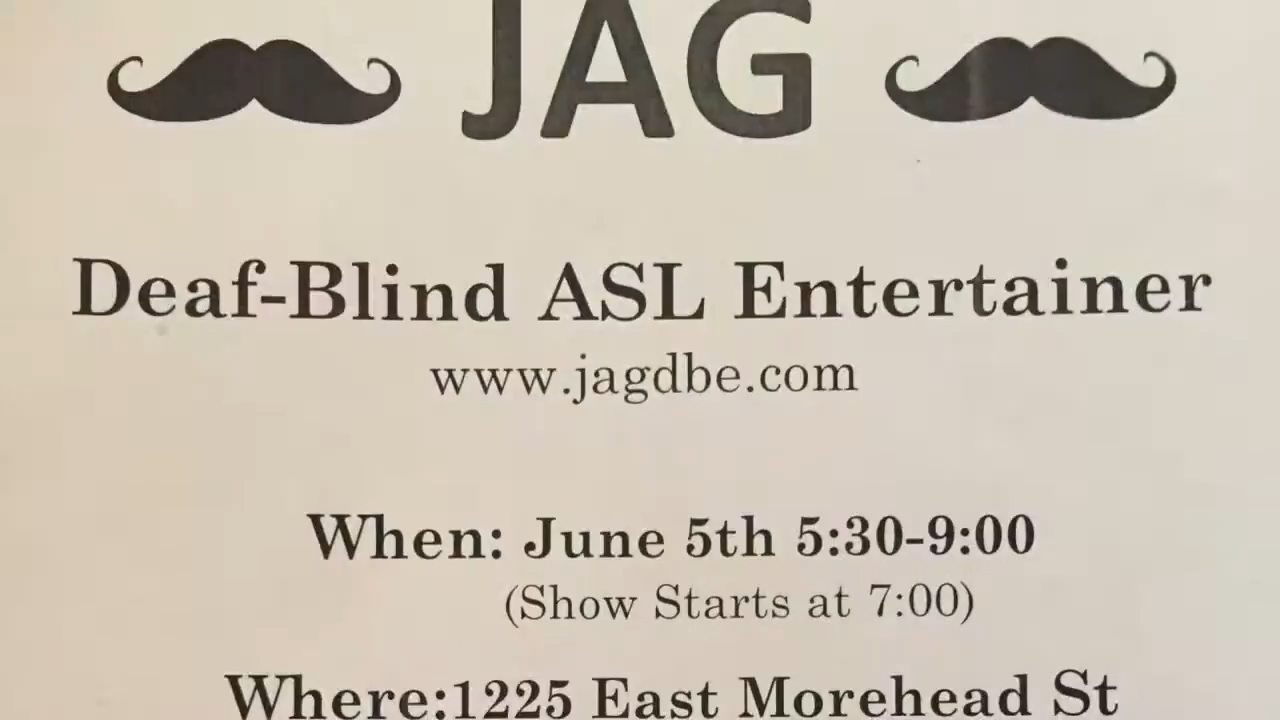 JAG
Deaf-Blind ASL Entertainer
www.jagdbe.com
When: June 5th 5:30-9:00
(Show Starts at 7:00)
Where:1225 East Morehead St